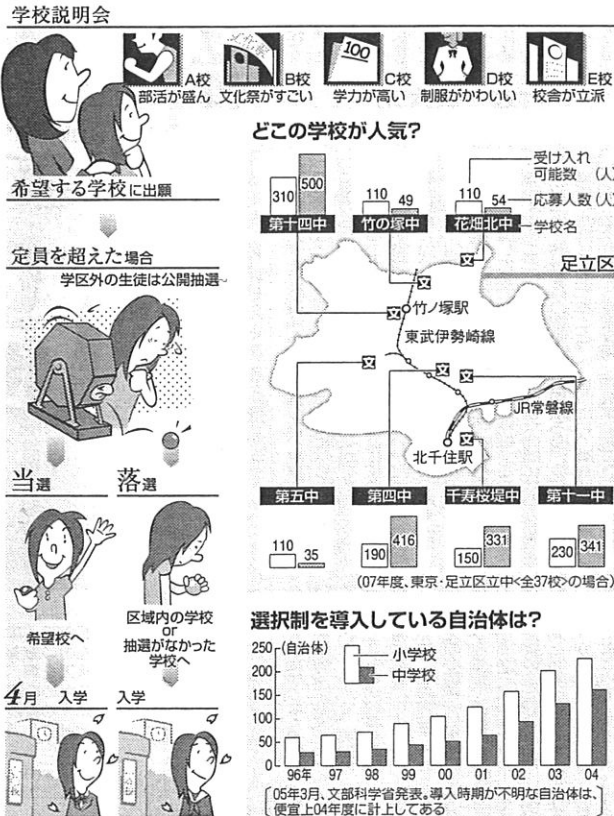 学校説明会
A校
部活が盛ん
B校
文化祭がすごい
100
C校
学力が高い
D校
制服がかわいい
E校
校舎が立派
希望する学校に出願
定員を超えた場合
学区外の生徒は公開抽選
当選
落選
希望校へ
区域内の学校
or
抽選がなかった
学校へ
4月 入学
入学
どこの学校が人気?
受け入れ
可能数 (人)
応募人数(人)
学校名
310 500
第十四中
110 49
竹の塚中
110 54
花畑北中
足立区
文
文
文
竹ノ塚駅
東武伊勢崎線
文
文
文
JR常磐線
文
北千住駅
第五中
第四中
千寿桜堤中
第十一中
110 35
190 416
150 331
230 341
(07年度、東京・足立区立中<全37校>の場合)
選択制を導入している自治体は?
250 (自治体)
200
150
100
50
0
小学校
中学校
96年 97 98 99 00 01 02 03 04
05年3月、文部科学省発表。導入時期が不明な自治体は、
便宜上04年度に計上してある